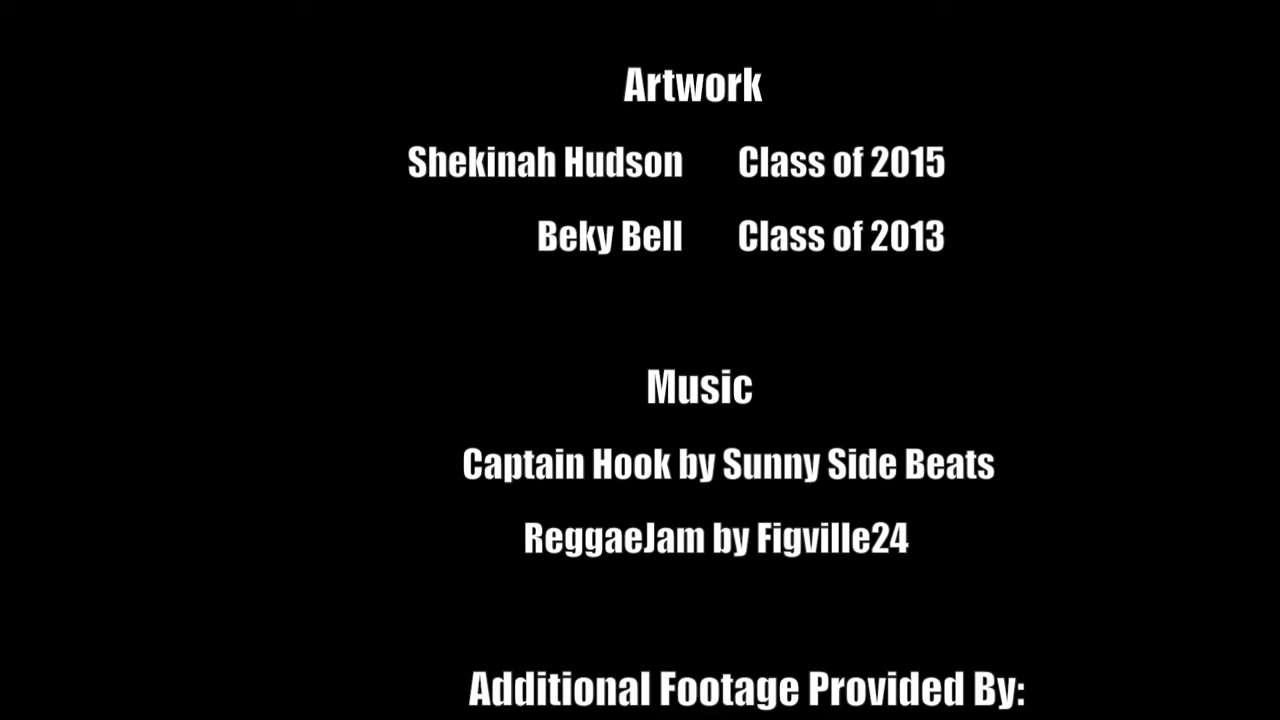 Artwork
Shekinah Hudson Class of 2015
Beky Bell Class of 2013
Music
Captain Hook by Sunny Side Beats
ReggaeJam by Figville24
Additional Footage Provided By: